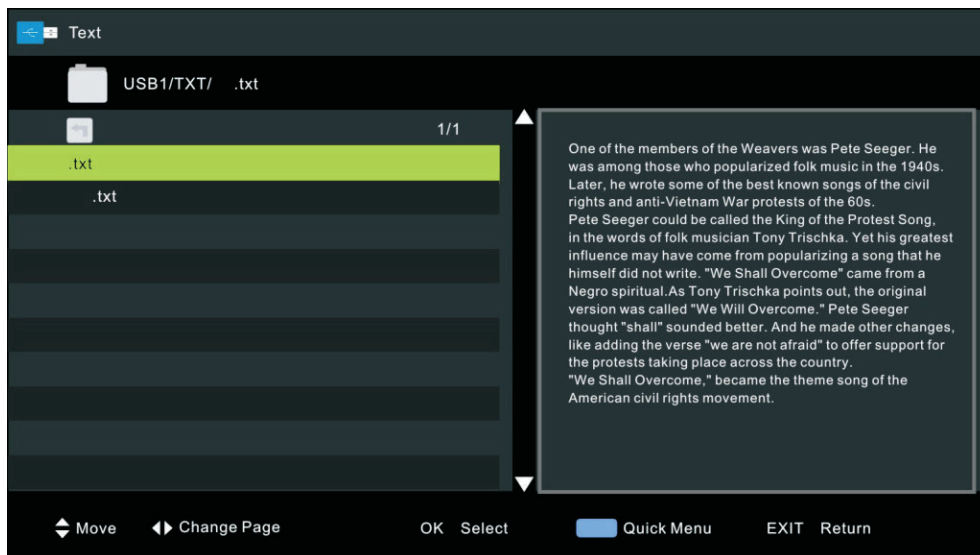 Text
USB1/TXT/ .txt
1/1
.txt
.txt
One of the members of the Weavers was Pete Seeger. He
was among those who popularized folk music in the 1940s.
Later, he wrote some of the best known songs of the civil
rights and anti-Vietnam War protests of the 60s.
Pete Seeger could be called the King of the Protest Song,
in the words of folk musician Tony Trischka. Yet his greatest
influence may have come from popularizing a song that he
himself did not write. "We Shall Overcome" came from a
Negro spiritual.As Tony Trischka points out, the original
version was called "We Will Overcome." Pete Seeger
thought "shall" sounded better. And he made other changes,
like adding the verse "we are not afraid" to offer support for
the protests taking place across the country.
"We Shall Overcome," became the theme song of the
American civil rights movement.
Move Change Page OK Select Quick Menu EXIT Return